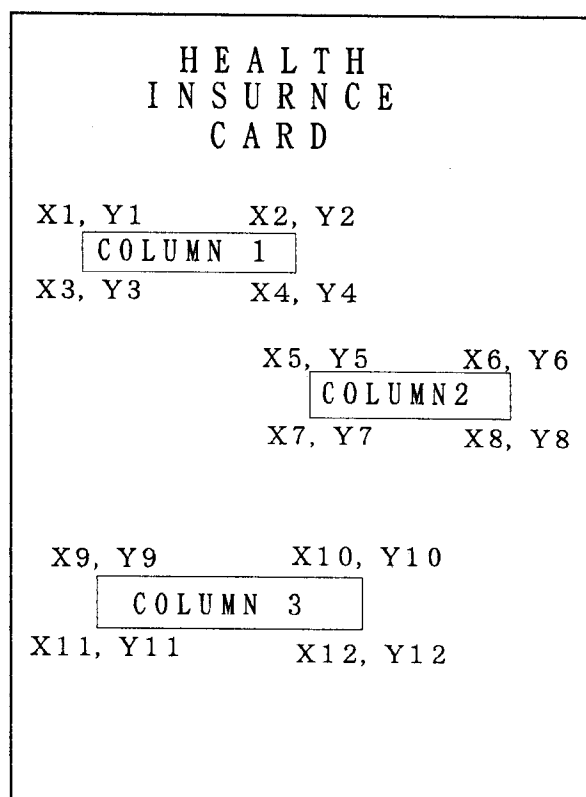 HEALTH
INSURNCE
CARD
X1, Y1 X2, Y2
COLUMN 1
X3, Y3 X4, Y4
X5, Y5 X6, Y6
COLUMN2
X7, Y7 X8, Y8
X9, Y9 X10, Y10
COLUMN 3
X11, Y11 X12, Y12